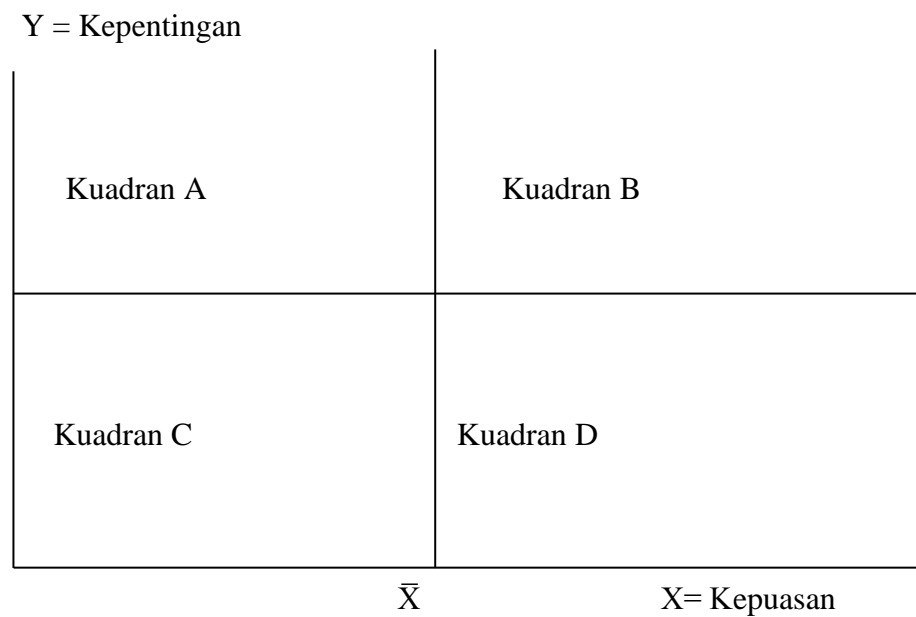 Y = Kepentingan
Kuadran A
Kuadran B
Kuadran C
Kuadran D
X̅
X= Kepuasan